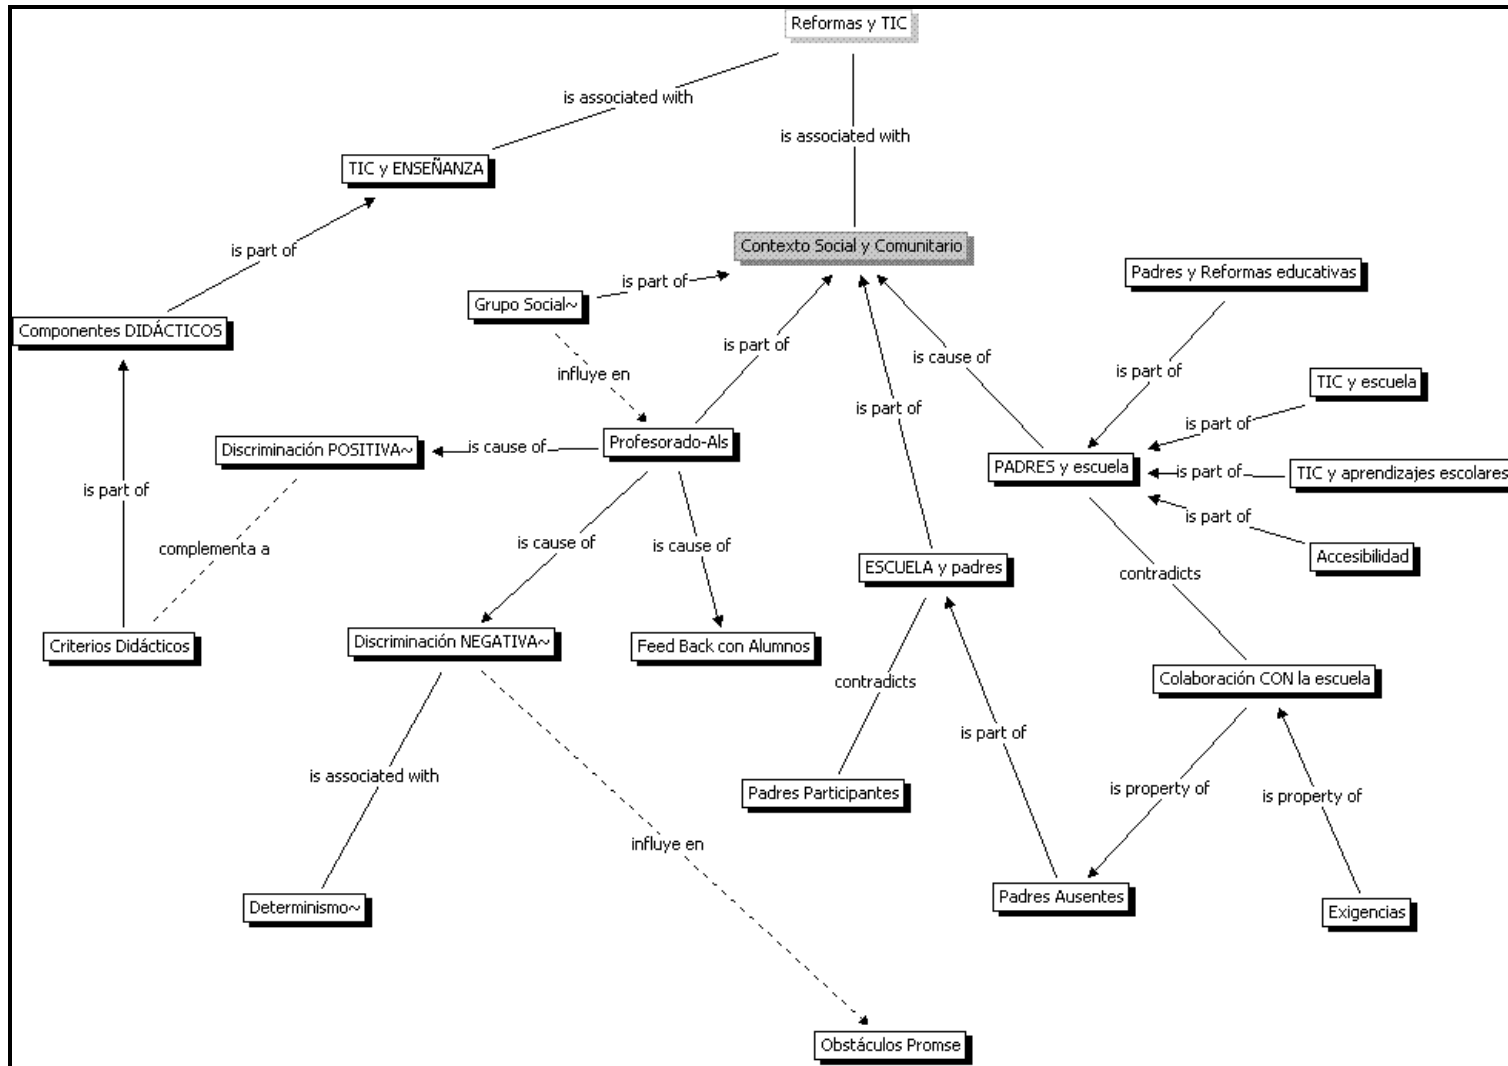 Reformas y TIC
is associated with
is associated with
TIC y ENSEÑANZA
is part of
Contexto Social y Comunitario
Padres y Reformas educativas
is part of
Grupo Social~
Componentes DIDÁCTICOS
is part of
is cause of
influye en
is part of
TIC y escuela
is part of
is part of
Discriminación POSITIVA~
is cause of
Profesorado-Als
PADRES y escuela
is part of
TIC y aprendizajes escolares
is part of
is part of
complementa a
is cause of
is cause of
Accesibilidad
ESCUELA y padres
contradicts
Criterios Didácticos
Discriminación NEGATIVA~
Feed Back con Alumnos
contradicts
Colaboración CON la escuela
is part of
is associated with
Padres Participantes
is property of
is property of
influye en
Determinismo~
Padres Ausentes
Exigencias
Obstáculos Promse